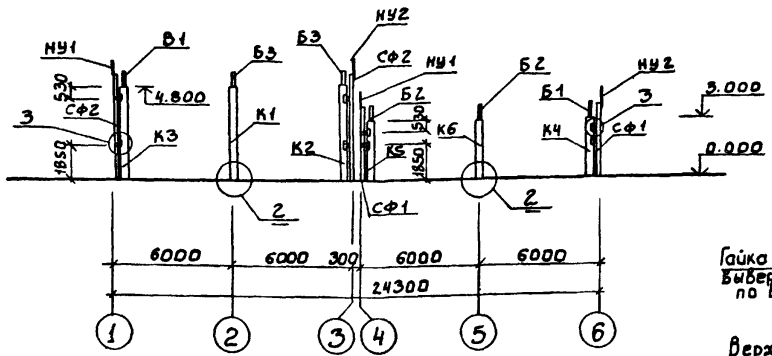 НУ1
В1
Б3
Б3
НУ2
СФ2
НУ1
Б2
Б2
НУ2
Б1
3
3.000
530
4.800
СФ2
3
К3
К1
К2
530
К5
К6
К4
СФ1
1850
1850
0.000
2
СФ1
2
6000
6000
300
6000
6000
24300
Гайка
Вывер
по
Верх
1
2
3
4
5
6